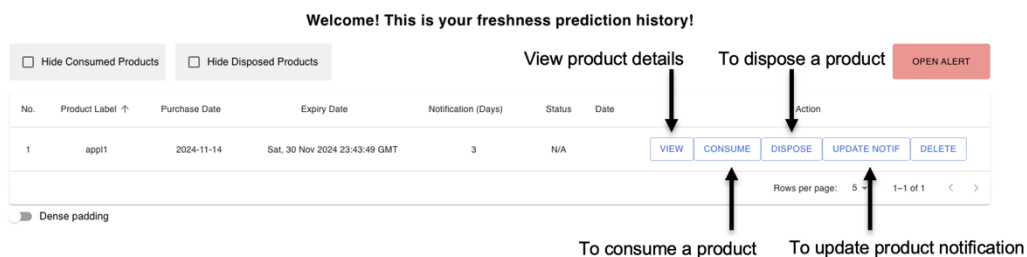 Welcome! This is your freshness prediction history!
Hide Consumed Products Hide Disposed Products View product details To dispose a product OPEN ALERT
No. Product Label ↑ Purchase Date Expiry Date Notification (Days) Status Date Action
1 appl1 2024-11-14 Sat, 30 Nov 2024 23:43:49 GMT 3 N/A VIEW CONSUME DISPOSE UPDATE NOTIF DELETE
Rows per page: 5 1–1 of 1
Dense padding
To consume a product To update product notification